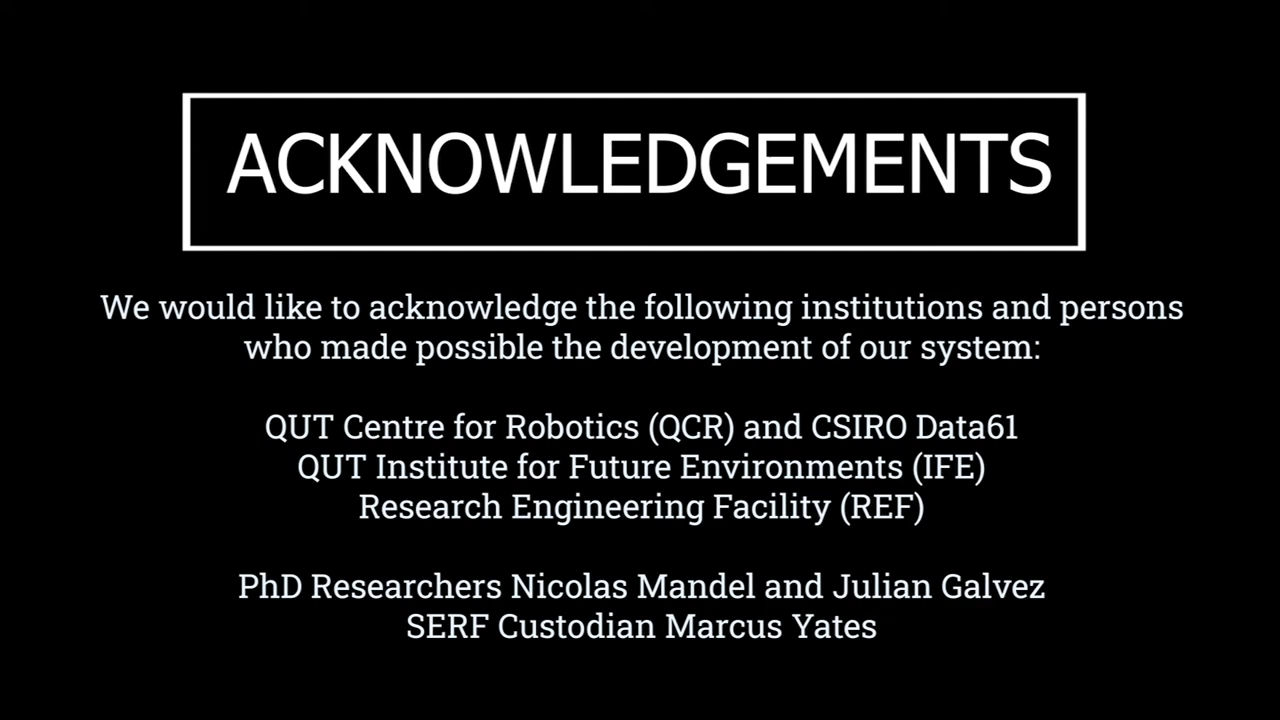 ACKNOWLEDGEMENTS
We would like to acknowledge the following institutions and persons
who made possible the development of our system:
QUT Centre for Robotics (QCR) and CSIRO Data61
QUT Institute for Future Environments (IFE)
Research Engineering Facility (REF)
PhD Researchers Nicolas Mandel and Julian Galvez
SERF Custodian Marcus Yates